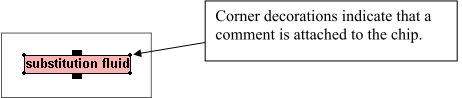 Corner decorations indicate that a
comment is attached to the chip.
substitution fluid